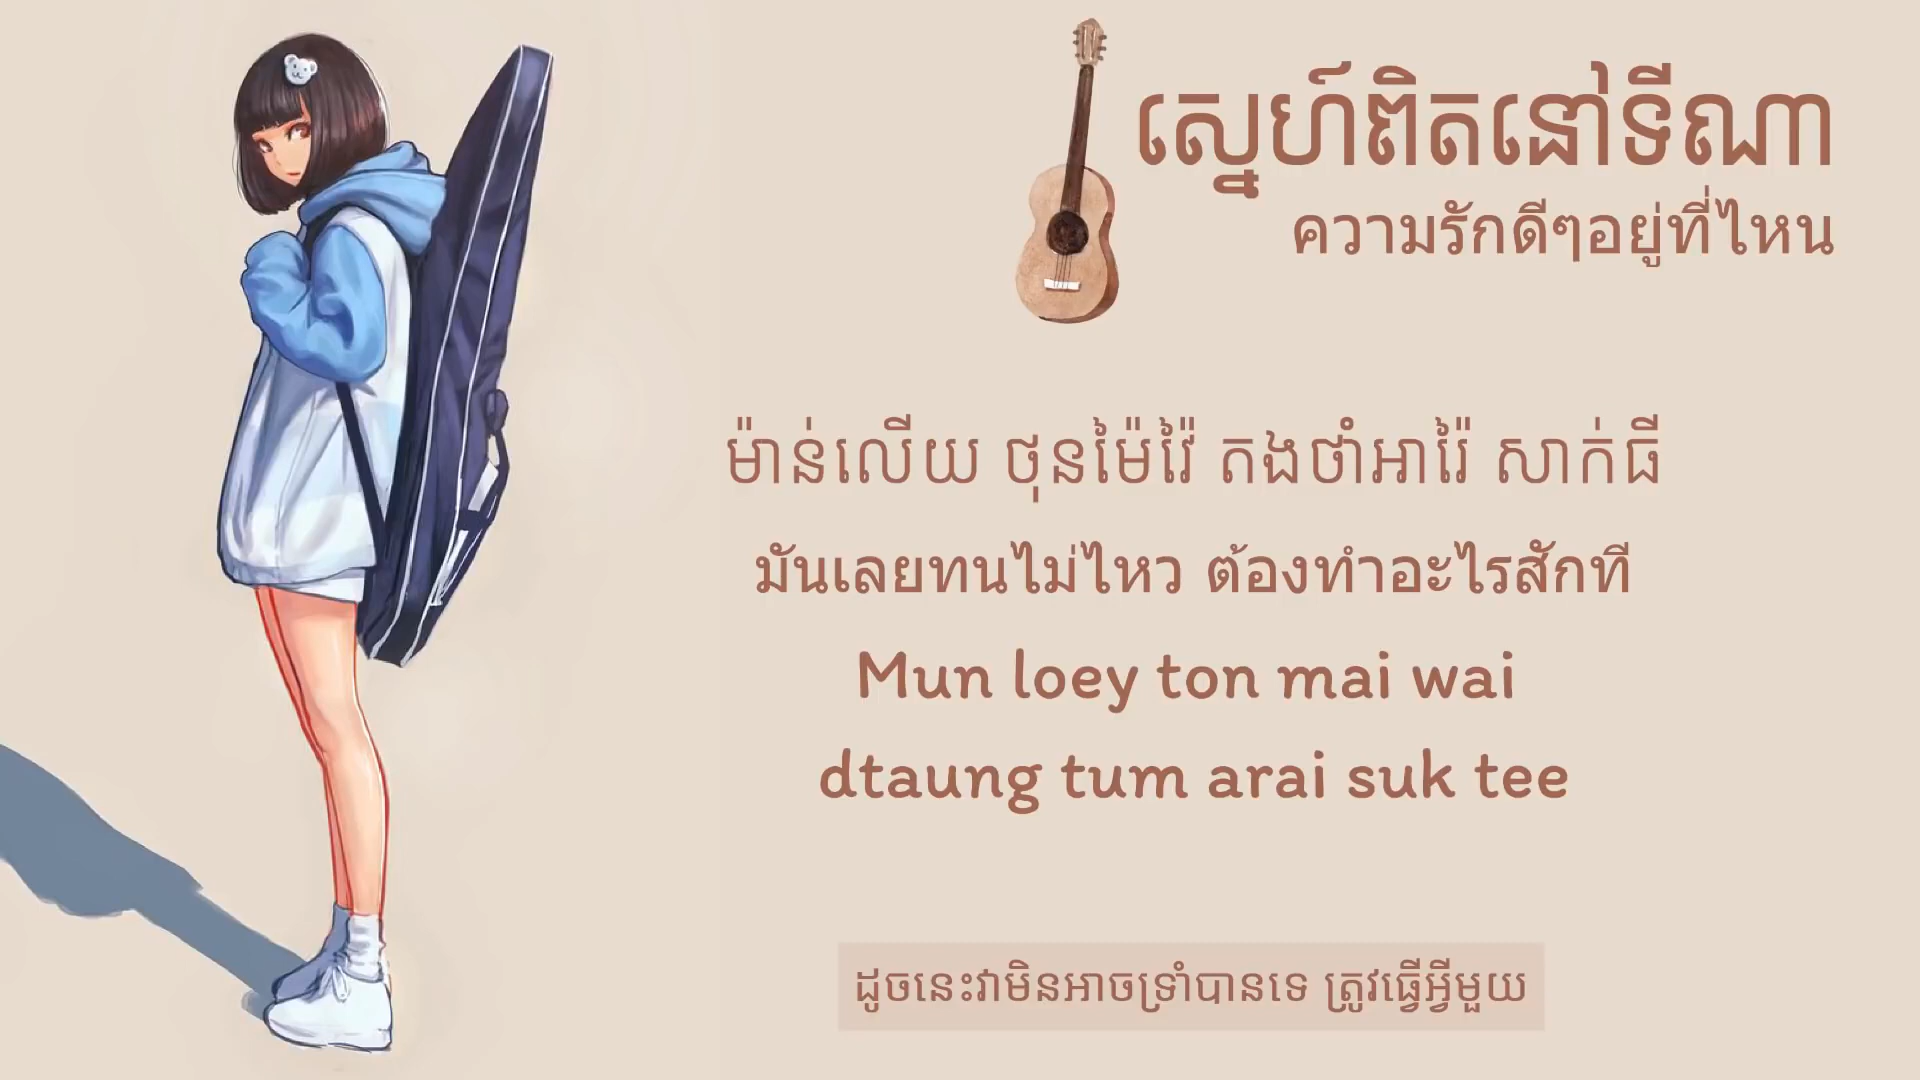 ស្នេហ៍ពិតនៅទីណា
ความรักดีๆอยู่ที่ไหน
ម៉ាន់លើយ ថុនម៉ៃវ៉ៃ តងថាំអារ៉ៃ សាក់ធី
มันเลยทนไม่ไหว ต้องทำอะไรสักที
Mun loey ton mai wai
dtaung tum arai suk tee
ដូចនេះវាមិនអាចទ្រាំបានទេ ត្រូវធ្វើអ្វីមួយ